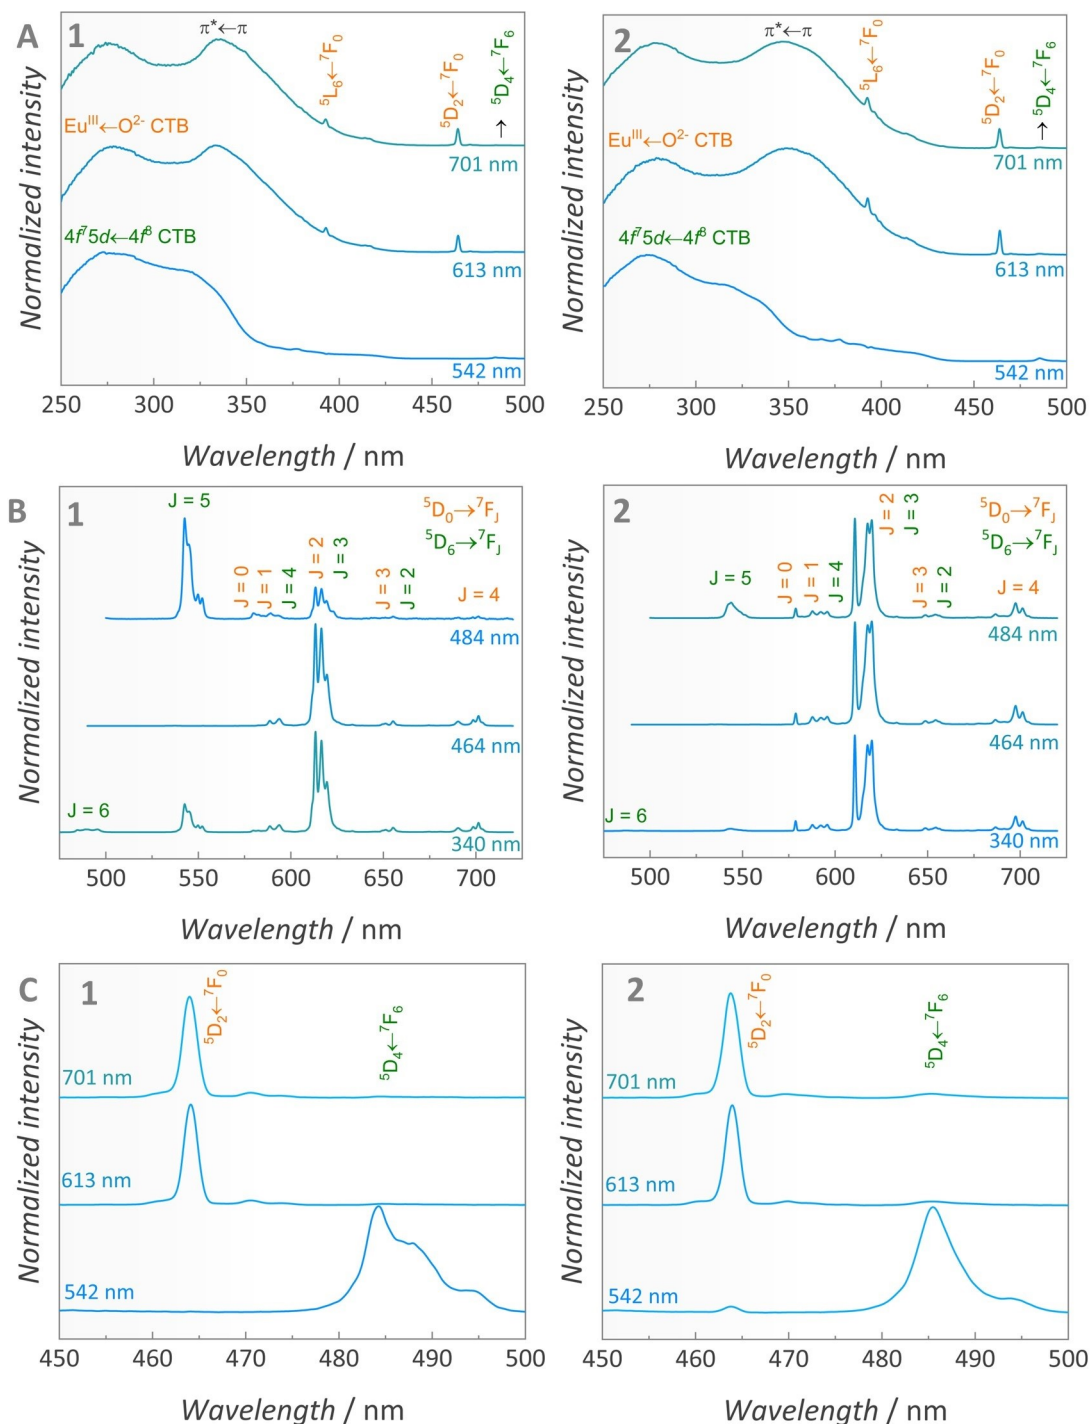 A
1
π*←π
⁵L₆←⁷F₀
⁵D₂←⁷F₀
→ ⁵D₄←⁷F₆
Euᴵᴵᴵ←O²⁻ CTB
701 nm
4f⁷5d←4f⁸ CTB
613 nm
542 nm
Normalized intensity
250 300 350 400 450 500
Wavelength / nm
2
π*←π
⁵L₆←⁷F₀
⁵D₂←⁷F₀
→ ⁵D₄←⁷F₆
Euᴵᴵᴵ←O²⁻ CTB
701 nm
4f⁷5d←4f⁸ CTB
613 nm
542 nm
Normalized intensity
250 300 350 400 450 500
Wavelength / nm
B
1
J = 5
⁵D₀→⁷F_J
⁵D₆→⁷F_J
J = 0
J = 1
J = 4
J = 2
J = 3
J = 3
J = 2
J = 4
484 nm
464 nm
J = 6
340 nm
Normalized intensity
500 550 600 650 700
Wavelength / nm
2
J = 2
J = 3
⁵D₀→⁷F_J
⁵D₆→⁷F_J
J = 5
J = 0
J = 1
J = 4
J = 3
J = 2
J = 4
484 nm
464 nm
J = 6
340 nm
Normalized intensity
500 550 600 650 700
Wavelength / nm
C
1
⁵D₂←⁷F₀
⁵D₄←⁷F₆
701 nm
613 nm
542 nm
Normalized intensity
450 460 470 480 490 500
Wavelength / nm
2
⁵D₂←⁷F₀
⁵D₄←⁷F₆
701 nm
613 nm
542 nm
Normalized intensity
450 460 470 480 490 500
Wavelength / nm